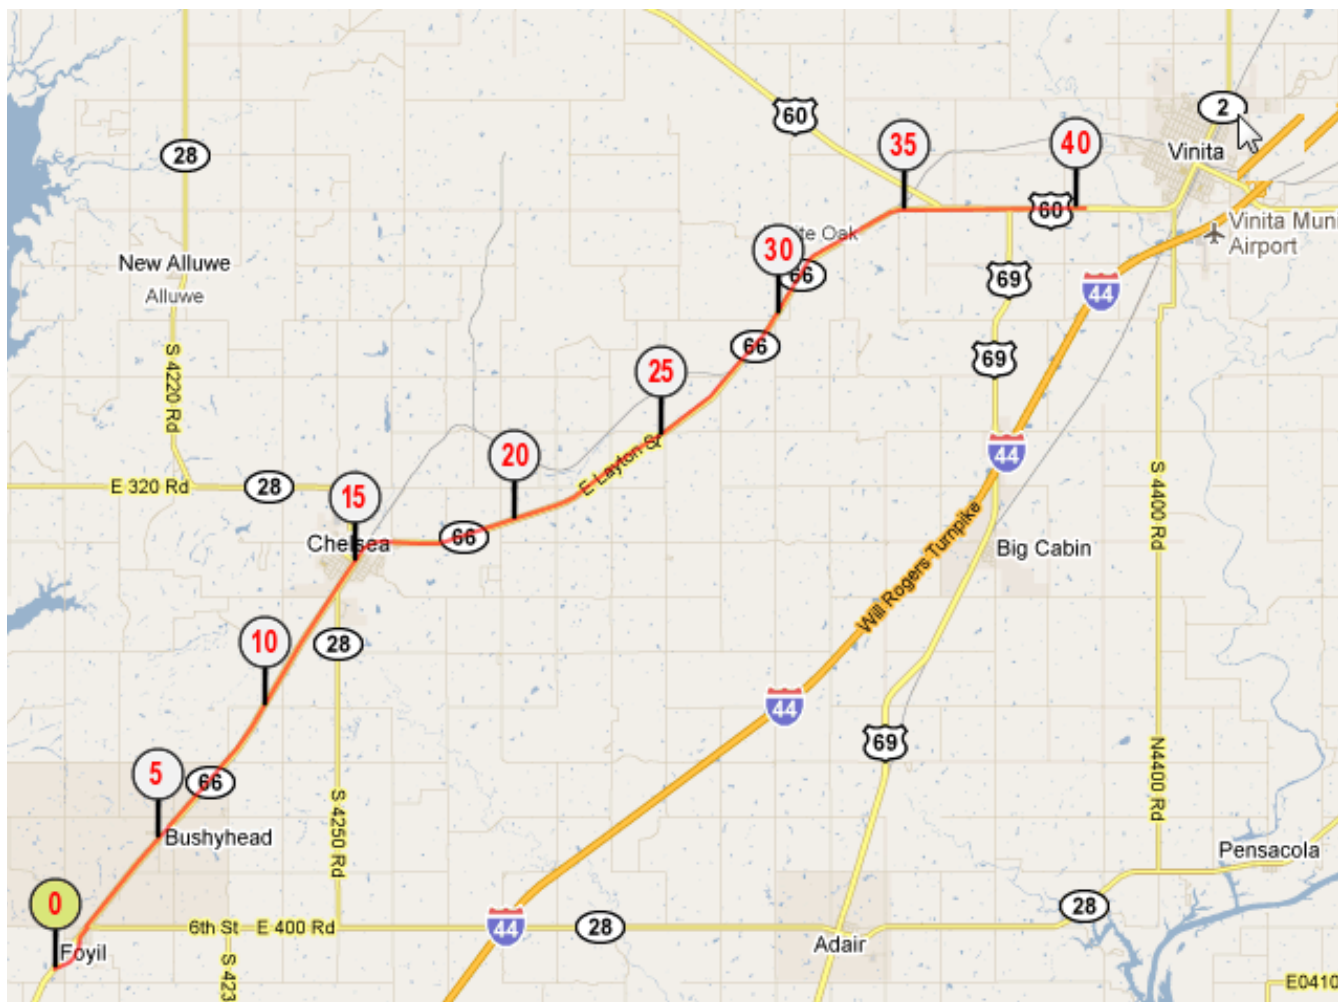 2
60
35
40
Vinita
28
60
Vinita Muni
Airport
30
te Oak
New Alluwe
Alluwe
66
69
44
S 4220 Rd
66
69
25
20
E Layton St
44
E 320 Rd
28
15
S 4400 Rd
Chelsea
66
Big Cabin
Will Rogers Turnpike
10
28
44
69
5
66
N4400 Rd
Bushyhead
S 4250 Rd
Pensacola
0
28
6th St
E 400 Rd
44
28
Foyil
Adair
S 423
E0410